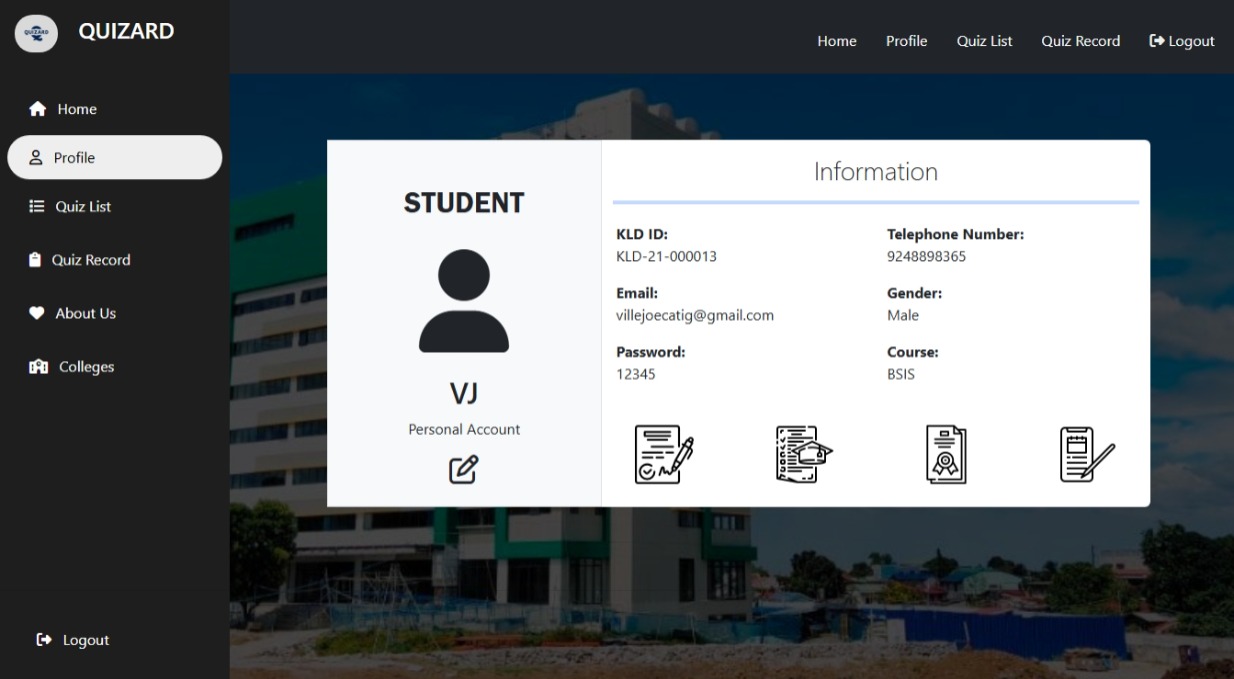 QUIZARD
QUIZARD
Home
Profile
Quiz List
Quiz Record
About Us
Colleges
Logout
Home Profile Quiz List Quiz Record Logout
STUDENT
VJ
Personal Account
Information
KLD ID:
KLD-21-000013
Telephone Number:
9248898365
Email:
villejoecatig@gmail.com
Gender:
Male
Password:
12345
Course:
BSIS